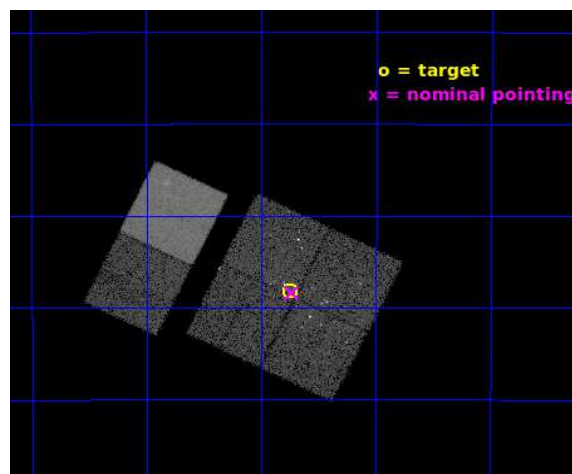 o = target
x = nominal pointing